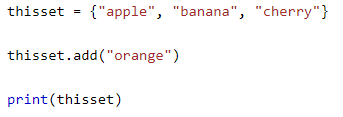 thisset = {"apple", "banana", "cherry"}
thisset.add("orange")
print(thisset)